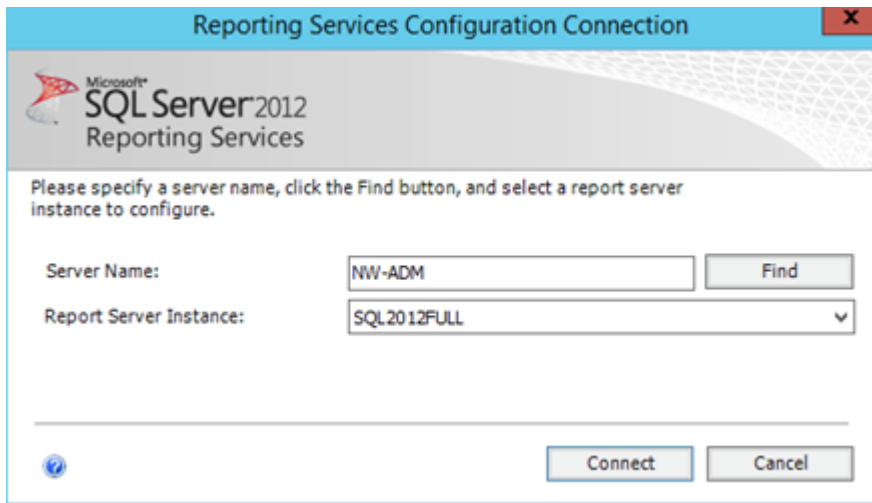 Reporting Services Configuration Connection
x
Microsoft®
SQL Server 2012
Reporting Services
Please specify a server name, click the Find button, and select a report server
instance to configure.
Server Name:
NW-ADM
Find
Report Server Instance:
SQL2012FULL
?
Connect
Cancel